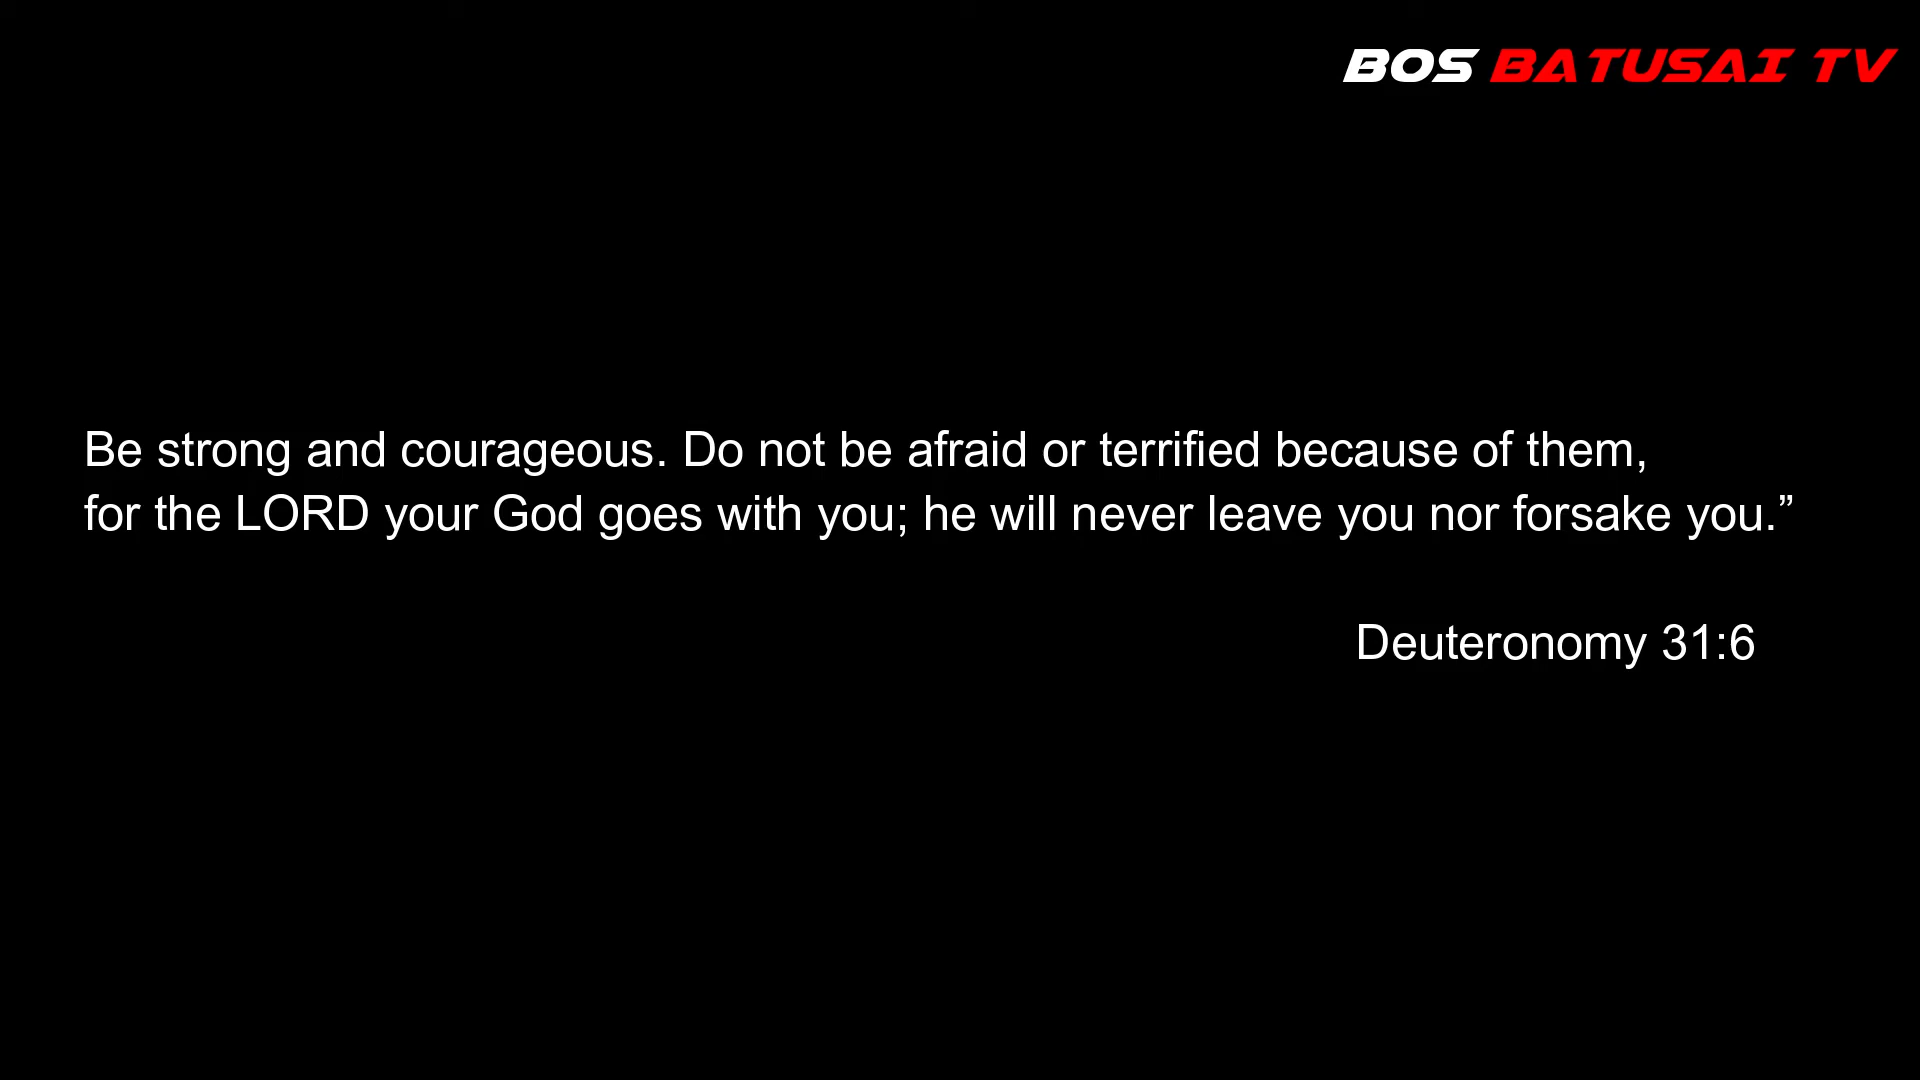 BOS BATUSAI TV
Be strong and courageous. Do not be afraid or terrified because of them,
for the LORD your God goes with you; he will never leave you nor forsake you.”
Deuteronomy 31:6